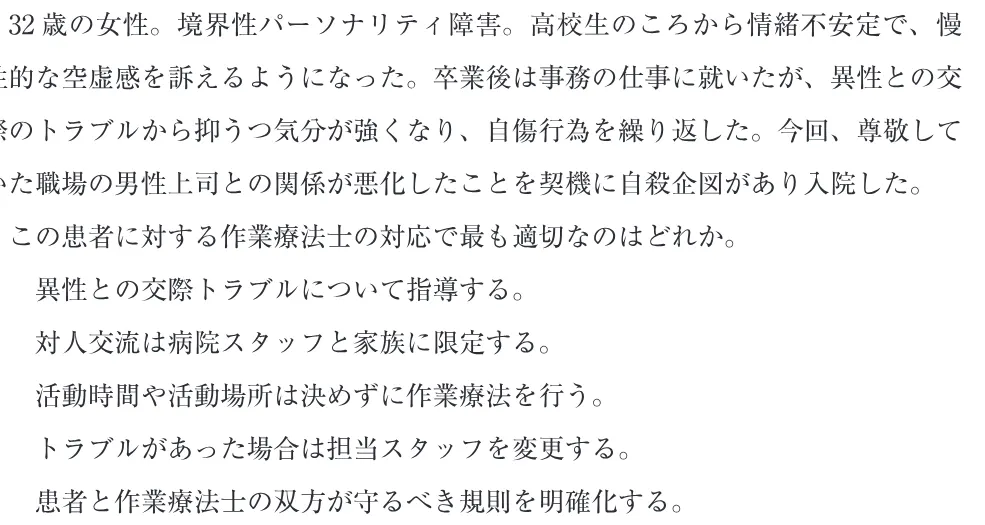 32 歳の女性。境界性パーソナリティ障害。高校生のころから情緒不安定で、慢
性的な空虚感を訴えるようになった。卒業後は事務の仕事に就いたが、異性との交
際のトラブルから抑うつ気分が強くなり、自傷行為を繰り返した。今回、尊敬して
いた職場の男性上司との関係が悪化したことを契機に自殺企図があり入院した。
この患者に対する作業療法士の対応で最も適切なのはどれか。
異性との交際トラブルについて指導する。
対人交流は病院スタッフと家族に限定する。
活動時間や活動場所は決めずに作業療法を行う。
トラブルがあった場合は担当スタッフを変更する。
患者と作業療法士の双方が守るべき規則を明確化する。